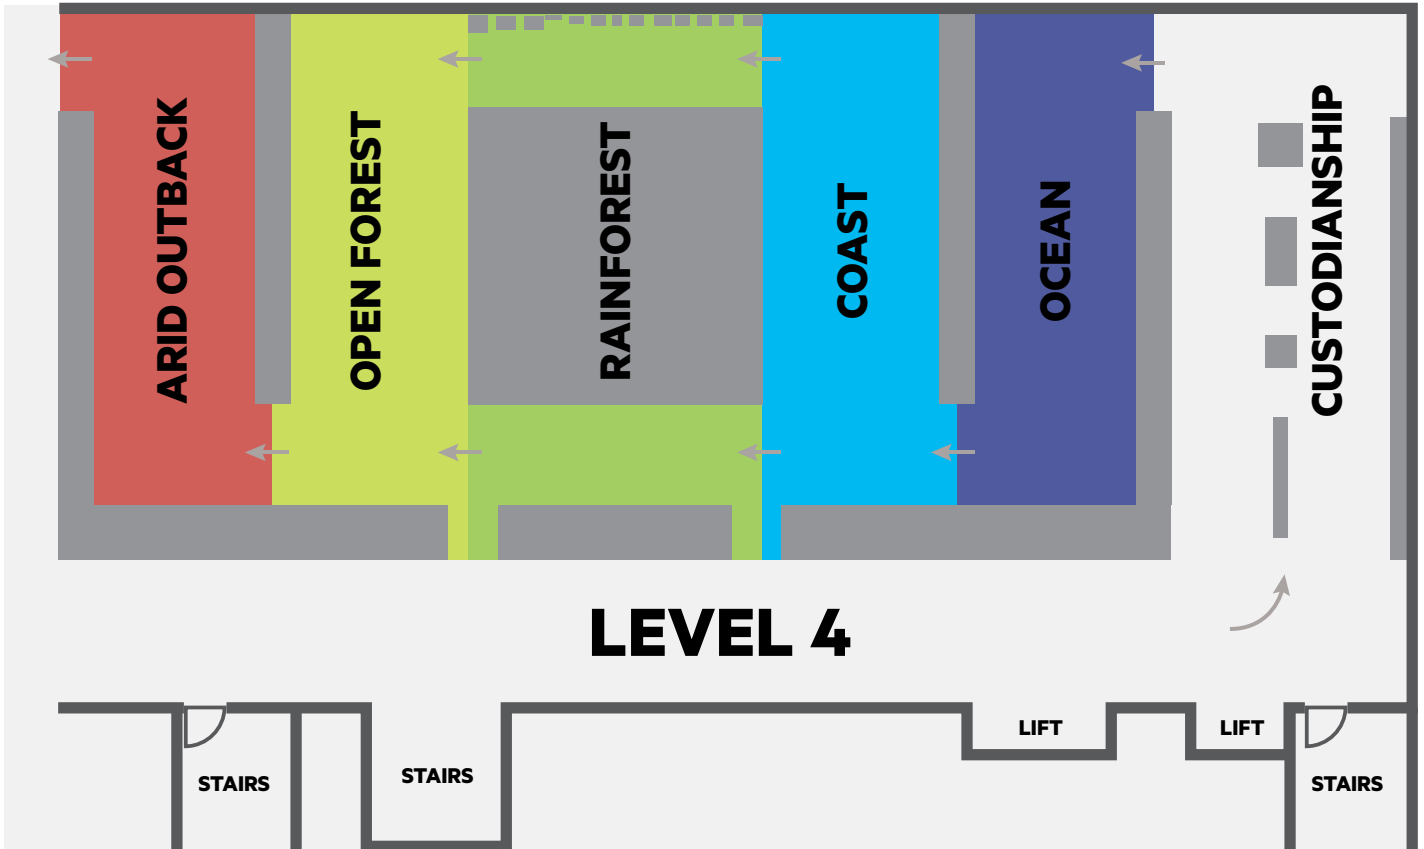 ARID OUTBACK
OPEN FOREST
RAINFOREST
COAST
OCEAN
CUSTODIANSHIP
LEVEL 4
LIFT
LIFT
STAIRS
STAIRS
STAIRS